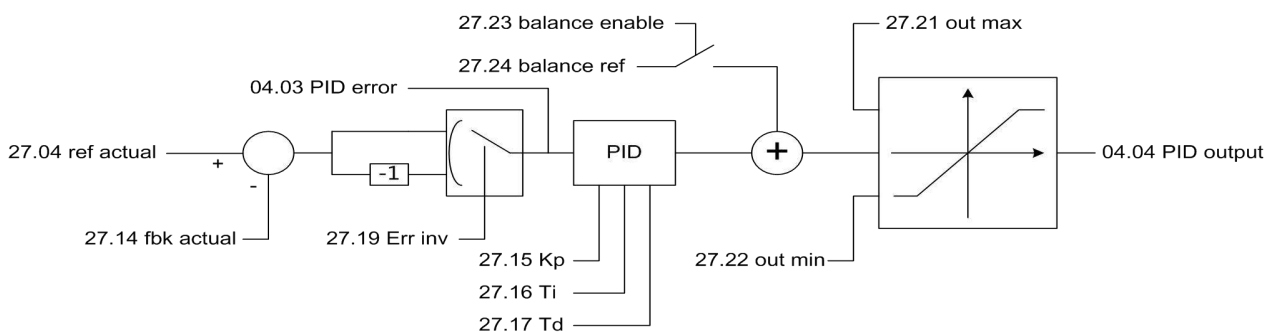 27.23 balance enable
27.21 out max
27.24 balance ref
04.03 PID error
27.04 ref actual
+
-
-1
PID
+
04.04 PID output
27.14 fbk actual
27.19 Err inv
27.15 Kp
27.22 out min
27.16 Ti
27.17 Td